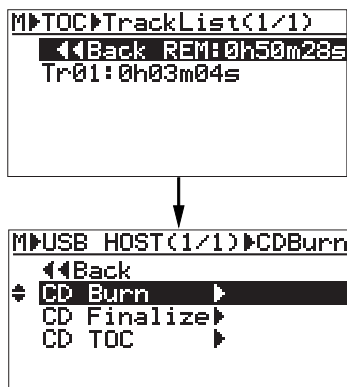 M▶TOC▶TrackList(1/1)
◀◀Back REM:0h50m28s
Tr01:0h03m04s
M▶USB HOST(1/1)▶CDBurn
◀◀Back
CD Burn ▶
CD Finalize▶
CD TOC ▶